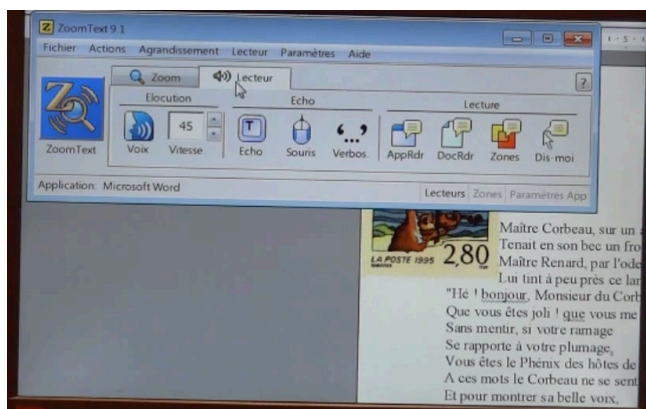 ZoomText 9.1
Fichier Actions Agrandissement Lecteur Paramètres Aide
Zoom Lecteur ?
Elocution Echo Lecture
45
ZoomText Voix Vitesse Echo Souris Verbos. AppRdr DocRdr Zones Dis-moi
Application: Microsoft Word
Lecteurs Zones Paramètres App
1 · 5 ·
LA POSTE 1995 2,80
Maître Corbeau, sur un
Tenait en son bec un fro
Maître Renard, par l'ode
Lui tint à peu près ce lan
"Hé ! bonjour, Monsieur du Corb
Que vous êtes joli ! que vous me
Sans mentir, si votre ramage
Se rapporte à votre plumage,
Vous êtes le Phénix des hôtes de
A ces mots le Corbeau ne se sent
Et pour montrer sa belle voix,